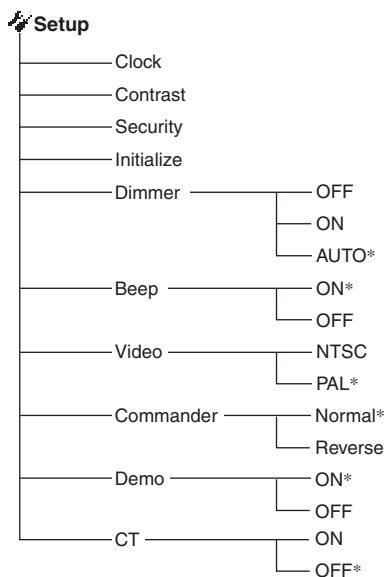 Setup
Clock
Contrast
Security
Initialize
Dimmer OFF
ON
AUTO*
Beep ON*
OFF
Video NTSC
PAL*
Commander Normal*
Reverse
Demo ON*
OFF
CT ON
OFF*